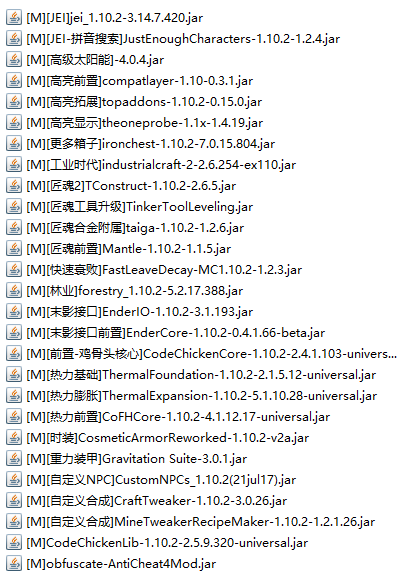 [M][JEI]jei_1.10.2-3.14.7.420.jar
[M][JEI-拼音搜索]JustEnoughCharacters-1.10.2-1.2.4.jar
[M][高级太阳能]-4.0.4.jar
[M][高亮前置]compatlayer-1.10-0.3.1.jar
[M][高亮拓展]topaddons-1.10.2-0.15.0.jar
[M][高亮显示]theoneprobe-1.1x-1.4.19.jar
[M][更多箱子]ironchest-1.10.2-7.0.15.804.jar
[M][工业时代]industrialcraft-2-2.6.254-ex110.jar
[M][匠魂2]TConstruct-1.10.2-2.6.5.jar
[M][匠魂工具升级]TinkerToolLeveling.jar
[M][匠魂合金附属]taiga-1.10.2-1.2.6.jar
[M][匠魂前置]Mantle-1.10.2-1.1.5.jar
[M][快速衰败]FastLeaveDecay-MC1.10.2-1.2.3.jar
[M][林业]forestry_1.10.2-5.2.17.388.jar
[M][末影接口]EnderIO-1.10.2-3.1.193.jar
[M][末影接口前置]EnderCore-1.10.2-0.4.1.66-beta.jar
[M][前置-鸡骨头核心]CodeChickenCore-1.10.2-2.4.1.103-univers...
[M][热力基础]ThermalFoundation-1.10.2-2.1.5.12-universal.jar
[M][热力膨胀]ThermalExpansion-1.10.2-5.1.10.28-universal.jar
[M][热力前置]CoFHCore-1.10.2-4.1.12.17-universal.jar
[M][时装]CosmeticArmorReworked-1.10.2-v2a.jar
[M][重力装甲]Gravitation Suite-3.0.1.jar
[M][自定义NPC]CustomNPCs_1.10.2(21jul17).jar
[M][自定义合成]CraftTweaker-1.10.2-3.0.26.jar
[M][自定义合成]MineTweakerRecipeMaker-1.10.2-1.2.1.26.jar
[M]CodeChickenLib-1.10.2-2.5.9.320-universal.jar
[M]obfuscate-AntiCheat4Mod.jar